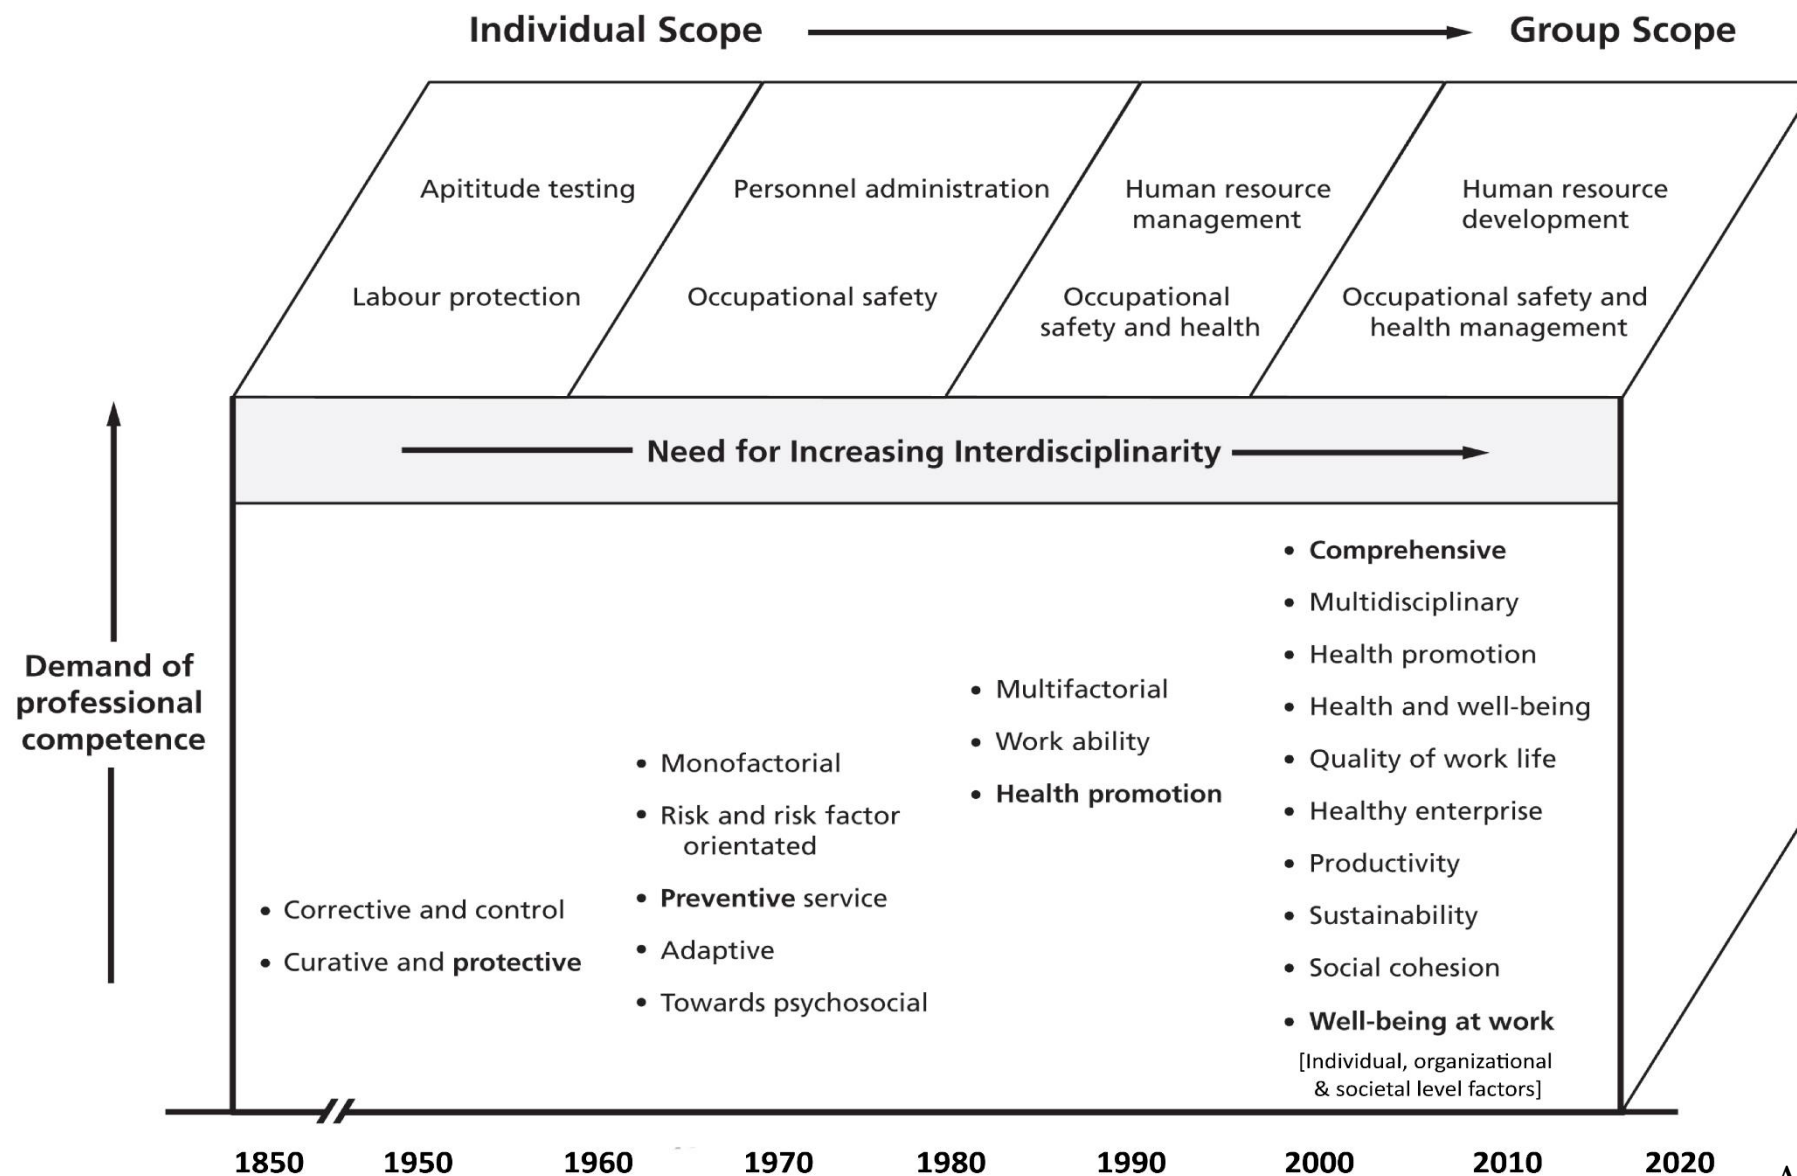 Individual Scope
Group Scope
Apititude testing
Personnel administration
Human resource
management
Human resource
development
Labour protection
Occupational safety
Occupational
safety and health
Occupational safety and
health management
Need for Increasing Interdisciplinarity
Demand of
professional
competence
• Corrective and control
• Curative and protective
• Monofactorial
• Risk and risk factor
orientated
• Preventive service
• Adaptive
• Towards psychosocial
• Multifactorial
• Work ability
• Health promotion
• Comprehensive
• Multidisciplinary
• Health promotion
• Health and well-being
• Quality of work life
• Healthy enterprise
• Productivity
• Sustainability
• Social cohesion
• Well-being at work
[Individual, organizational
& societal level factors]
1850 1950 1960 1970 1980 1990 2000 2010 2020